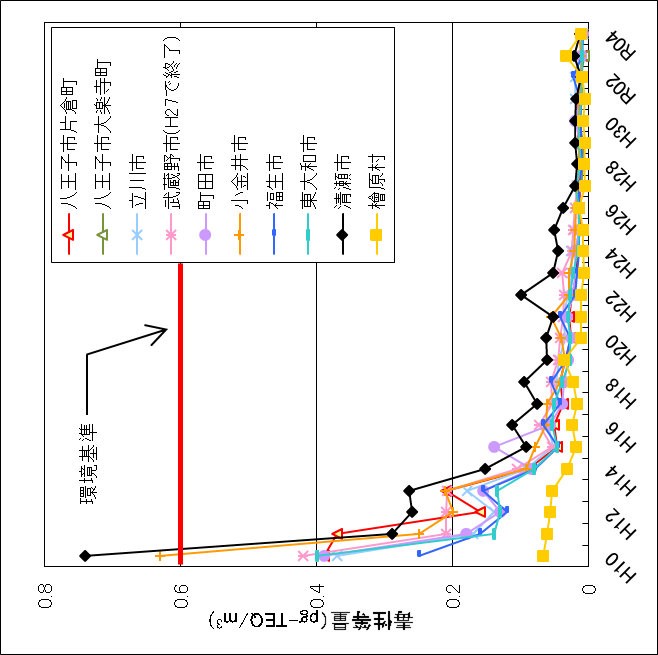 八王子市片倉町
八王子市大楽寺町
立川市
武蔵野市(H27で終了)
町田市
小金井市
福生市
東大和市
清瀬市
檜原村
環境基準
毒性等量(pg-TEQ/m³)
0.8
0.6
0.4
0.2
0
H10
H12
H14
H16
H18
H20
H22
H24
H26
H28
H30
R02
R04